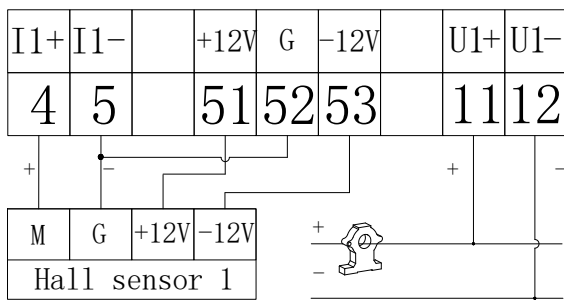 I1+ I1- +12V G -12V U1+ U1-
4 5 51 52 53 11 12
+ - + -
M G +12V -12V
+
Hall sensor 1
-